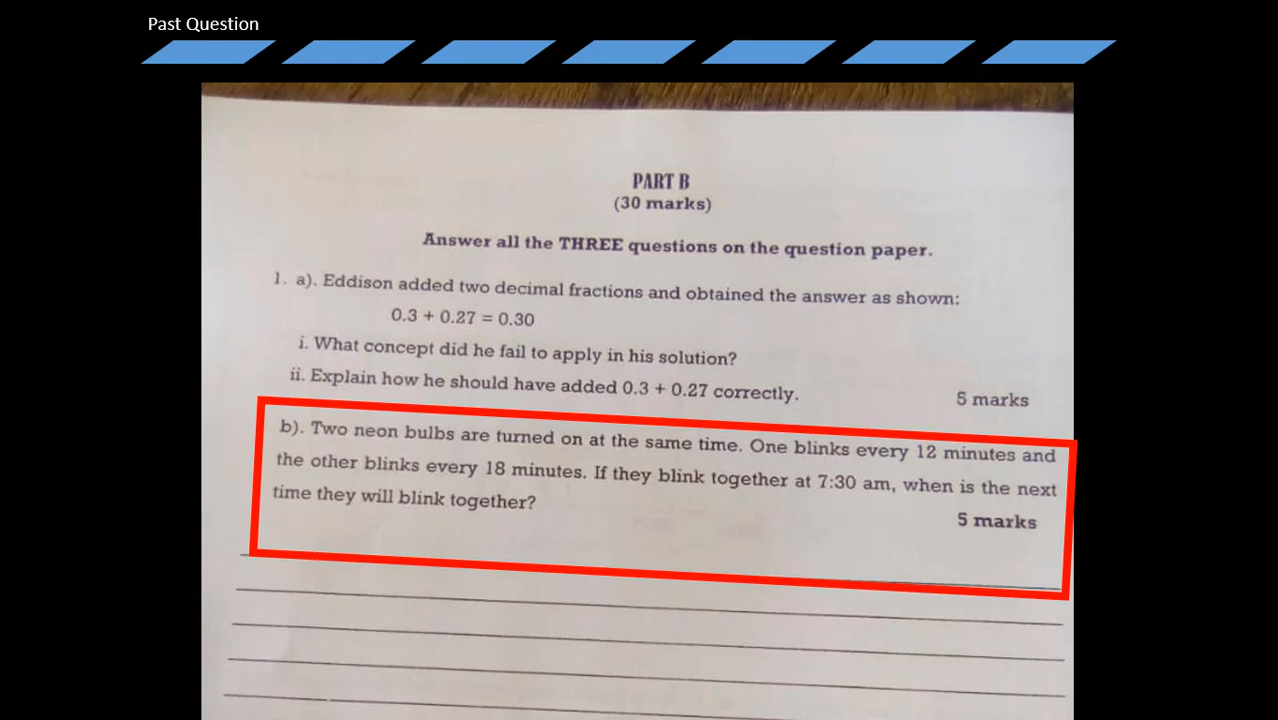 Past Question
PART B
(30 marks)
Answer all the THREE questions on the question paper.
1. a). Eddison added two decimal fractions and obtained the answer as shown:
0.3 + 0.27 = 0.30
i. What concept did he fail to apply in his solution?
ii. Explain how he should have added 0.3 + 0.27 correctly.
5 marks
b). Two neon bulbs are turned on at the same time. One blinks every 12 minutes and
the other blinks every 18 minutes. If they blink together at 7:30 am, when is the next
time they will blink together?
5 marks